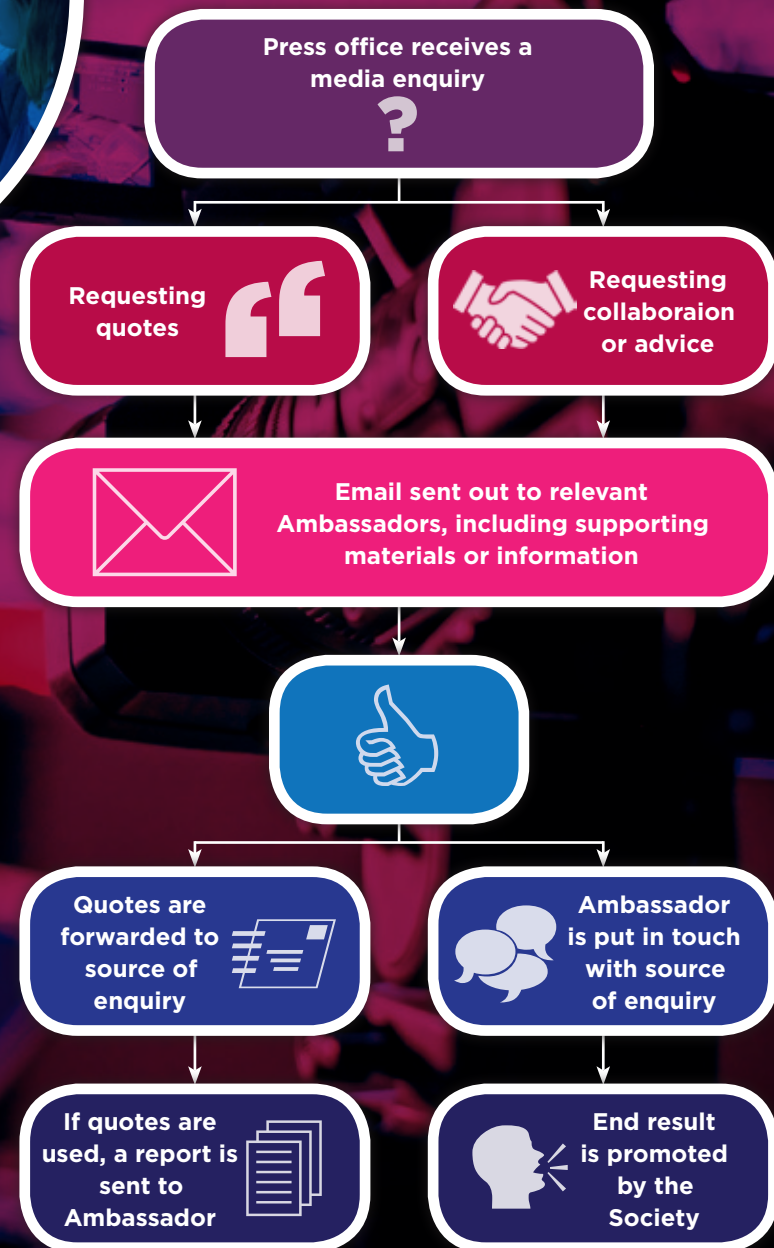 Press office receives a
media enquiry
?
Requesting
quotes
Requesting
collaboraion
or advice
Email sent out to relevant
Ambassadors, including supporting
materials or information
Quotes are
forwarded to
source of
enquiry
Ambassador
is put in touch
with source
of enquiry
If quotes are
used, a report is
sent to
Ambassador
End result
is promoted
by the
Society